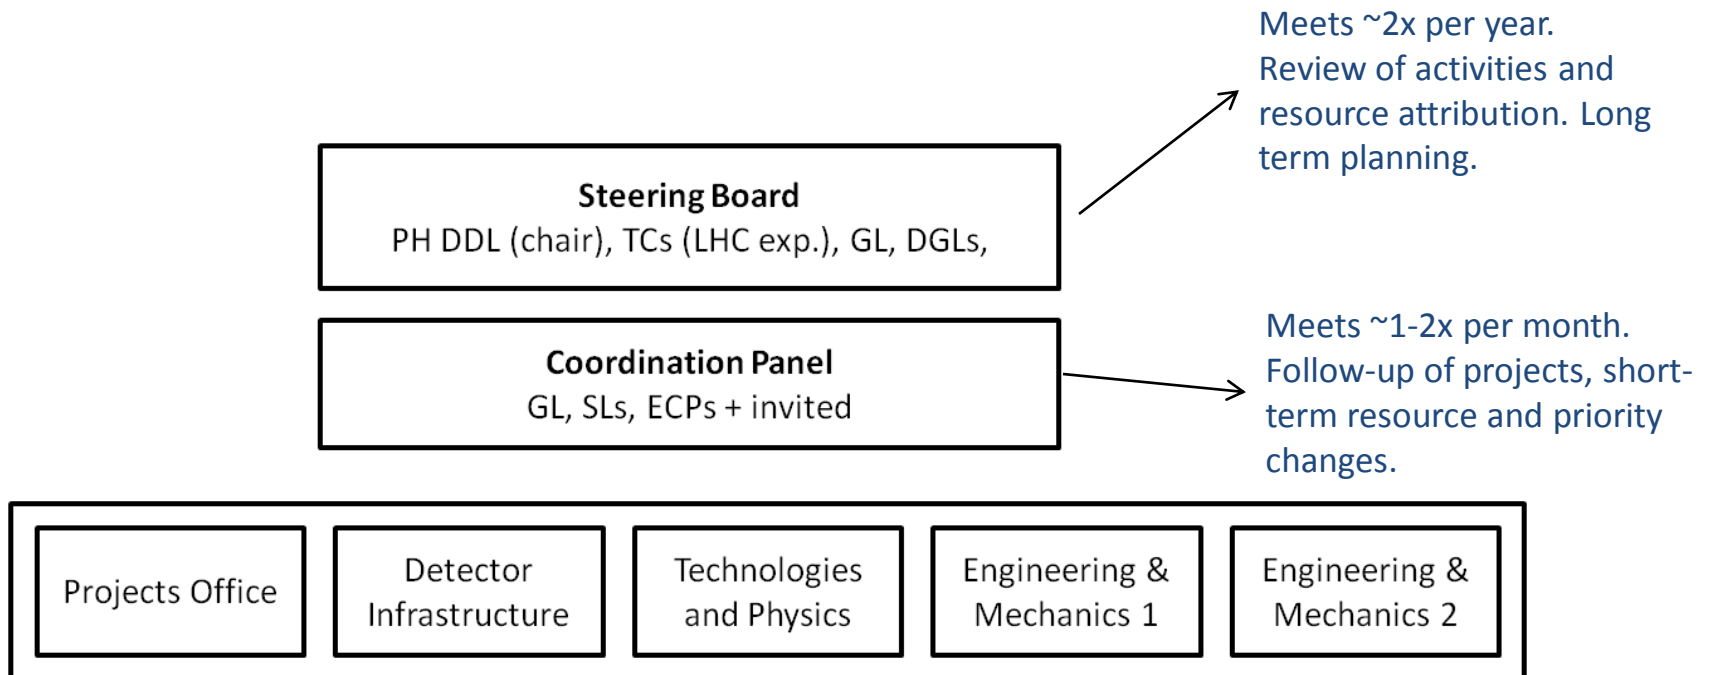 Meets ~2x per year.
Review of activities and
resource attribution. Long
term planning.
Steering Board
PH DDL (chair), TCs (LHC exp.), GL, DGLs,
Meets ~1-2x per month.
Follow-up of projects, short-
term resource and priority
changes.
Coordination Panel
GL, SLs, ECPs + invited
Projects Office
Detector
Infrastructure
Technologies
and Physics
Engineering &
Mechanics 1
Engineering &
Mechanics 2